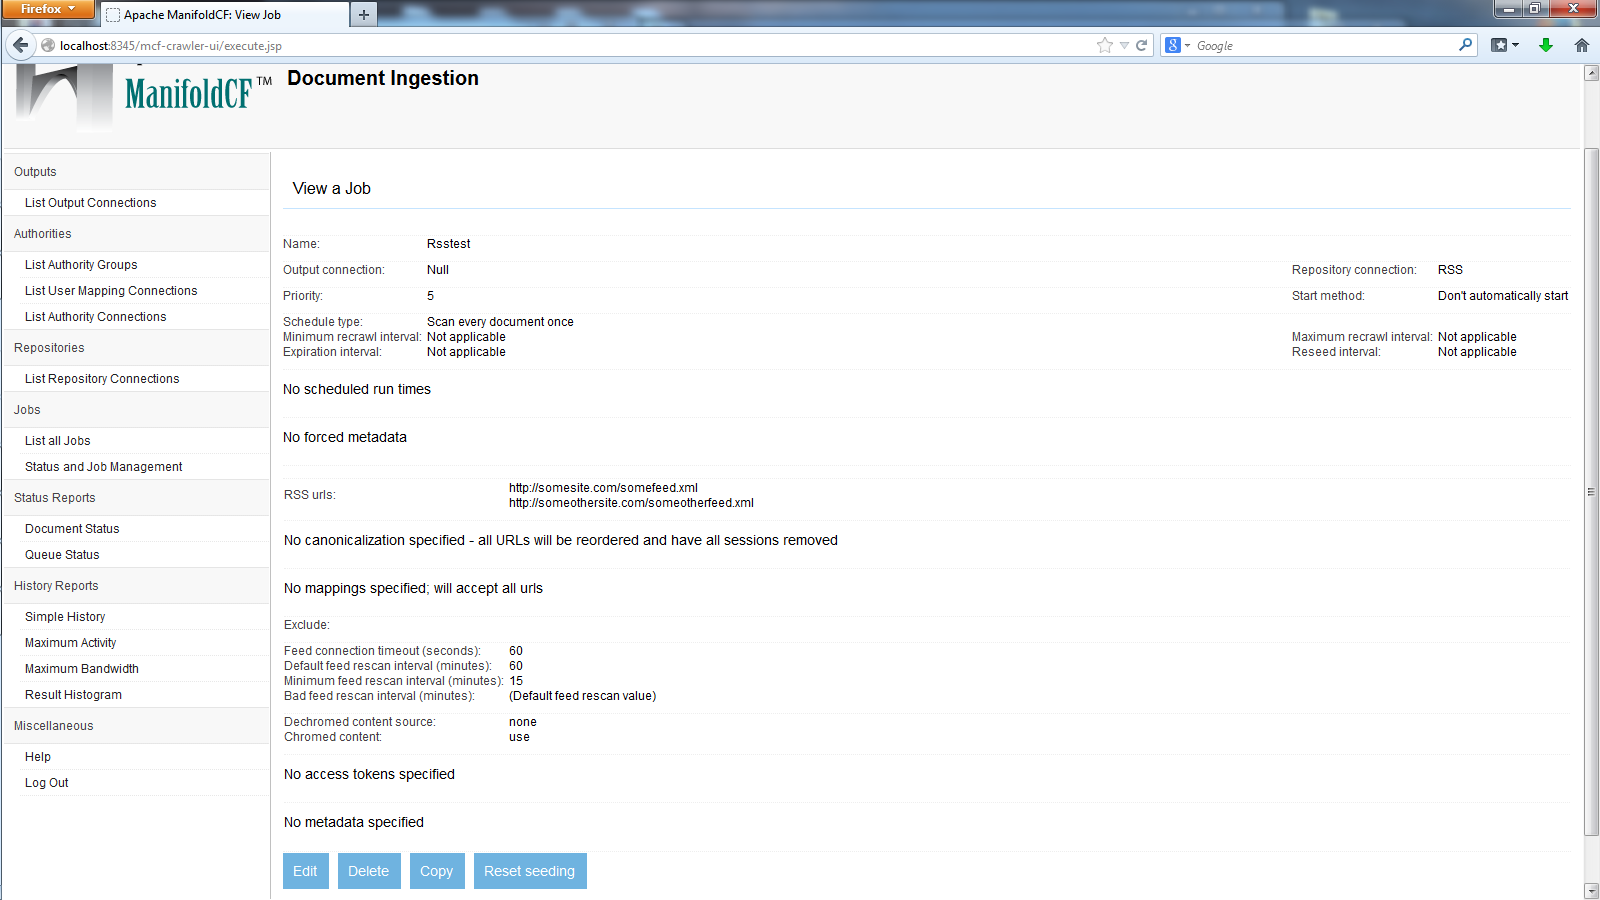 Firefox
Apache ManifoldCF: View Job
localhost:8345/mcf-crawler-ui/execute.jsp
Google
ManifoldCF™
Document Ingestion
Outputs
List Output Connections
Authorities
List Authority Groups
List User Mapping Connections
List Authority Connections
Repositories
List Repository Connections
Jobs
List all Jobs
Status and Job Management
Status Reports
Document Status
Queue Status
History Reports
Simple History
Maximum Activity
Maximum Bandwidth
Result Histogram
Miscellaneous
Help
Log Out
View a Job
Name: Rsstest
Output connection: Null Repository connection: RSS
Priority: 5 Start method: Don't automatically start
Schedule type: Scan every document once
Minimum recrawl interval: Not applicable Maximum recrawl interval: Not applicable
Expiration interval: Not applicable Reseed interval: Not applicable
No scheduled run times
No forced metadata
RSS urls: http://somesite.com/somefeed.xml
http://someothersite.com/someotherfeed.xml
No canonicalization specified - all URLs will be reordered and have all sessions removed
No mappings specified; will accept all urls
Exclude:
Feed connection timeout (seconds): 60
Default feed rescan interval (minutes): 60
Minimum feed rescan interval (minutes): 15
Bad feed rescan interval (minutes): (Default feed rescan value)
Dechromed content source: none
Chromed content: use
No access tokens specified
No metadata specified
Edit Delete Copy Reset seeding